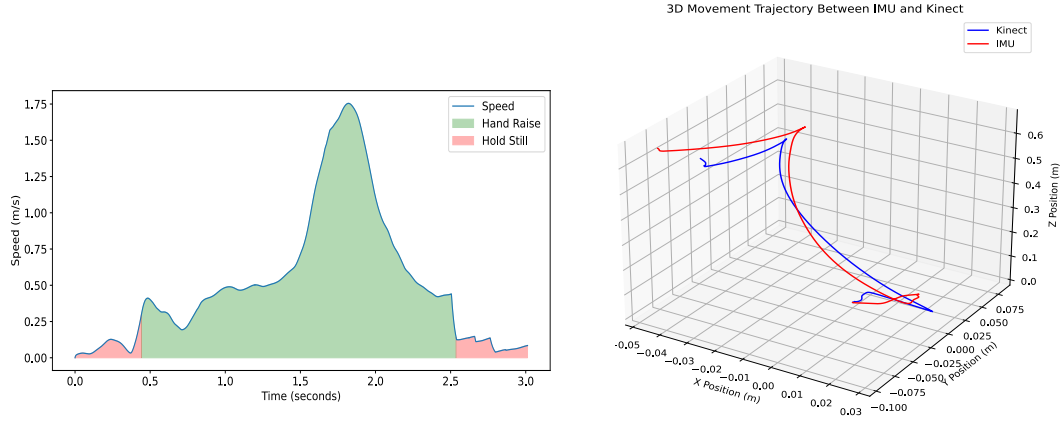 3D Movement Trajectory Between IMU and Kinect
Kinect
IMU
Speed
Hand Raise
Hold Still
Speed (m/s)
1.75
1.50
1.25
1.00
0.75
0.50
0.25
0.00
0.0 0.5 1.0 1.5 2.0 2.5 3.0
Time (seconds)
0.6
0.5
0.4
0.3
0.2
0.1
0.0
Z Position (m)
−0.05 −0.04 −0.03 −0.02 −0.01 0.00 0.01 0.02 0.03
X Position (m)
−0.100 −0.075 −0.050 −0.025 0.000 0.025 0.050 0.075
Y Position (m)